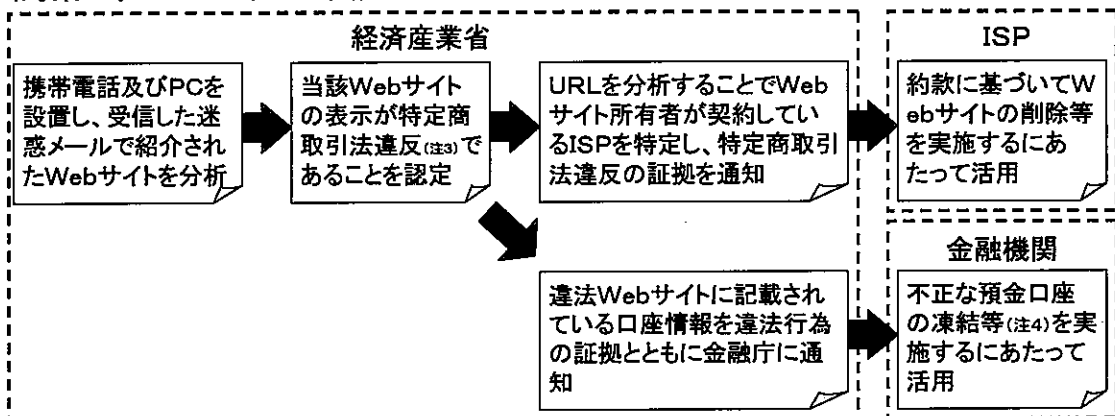 経済産業省
携帯電話及びPCを
設置し、受信した迷
惑メールで紹介され
たWebサイトを分析
当該Webサイト
の表示が特定商
取引法違反(注3)で
あることを認定
URLを分析することでWeb
サイト所有者が契約してい
るISPを特定し、特定商取引
法違反の証拠を通知
違法Webサイトに記載され
ている口座情報を違法行為
の証拠とともに金融庁に通
知
ISP
約款に基づいてW
ebサイトの削除等
を実施するにあ
たって活用
金融機関
不正な預金口座
の凍結等(注4)を実
施するにあたって
活用